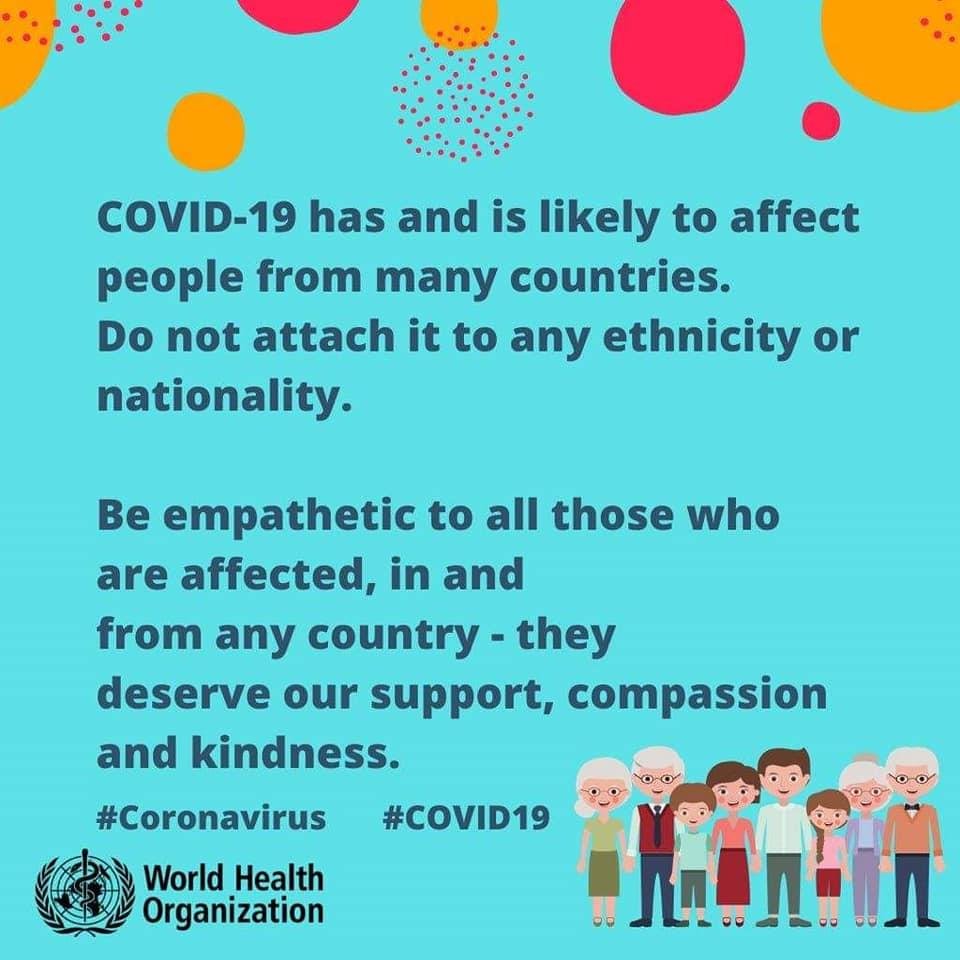 COVID-19 has and is likely to affect
people from many countries.
Do not attach it to any ethnicity or
nationality.
Be empathetic to all those who
are affected, in and
from any country - they
deserve our support, compassion
and kindness.
#Coronavirus #COVID19
World Health
Organization